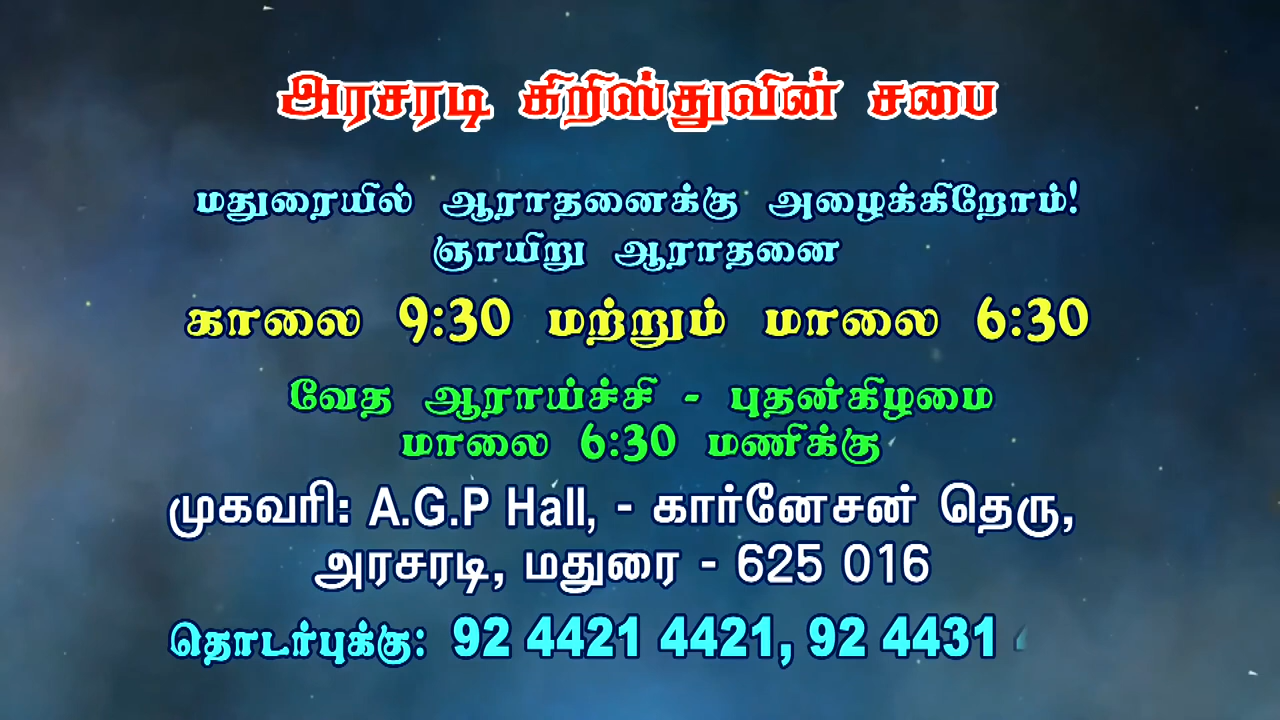 அரசரடி கிறிஸ்துவின் சபை
மதுரையில் ஆராதனைக்கு அழைக்கிறோம்!
ஞாயிறு ஆராதனை
காலை 9:30 மற்றும் மாலை 6:30
வேத ஆராய்ச்சி - புதன்கிழமை
மாலை 6:30 மணிக்கு
முகவரி: A.G.P Hall, - கார்னேசன் தெரு,
அரசரடி, மதுரை - 625 016
தொடர்புக்கு: 92 4421 4421, 92 4431